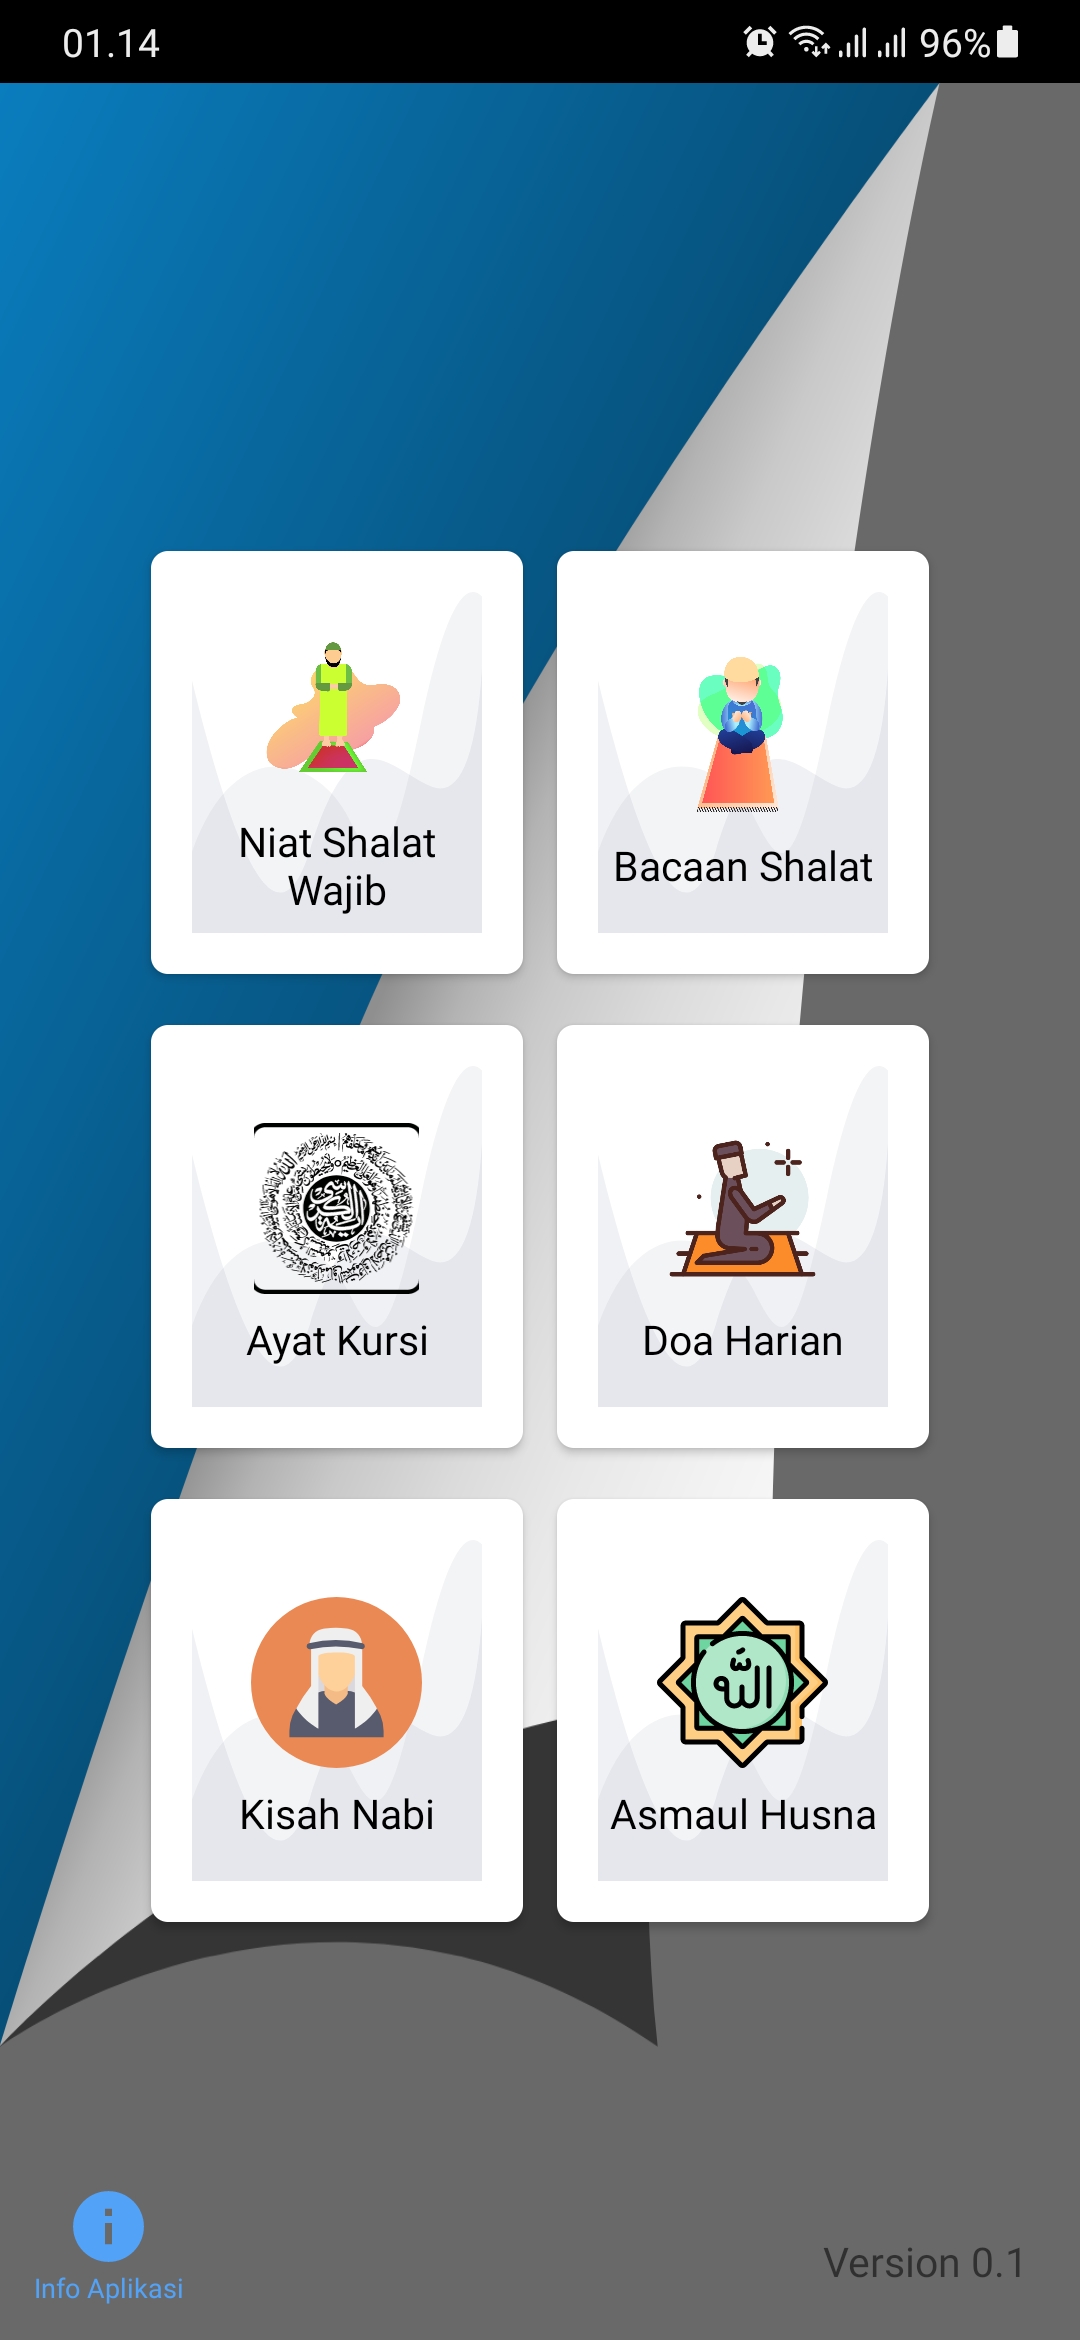 01.14
96%
Niat Shalat
Wajib
Bacaan Shalat
Ayat Kursi
Doa Harian
Kisah Nabi
الله
Asmaul Husna
Info Aplikasi
Version 0.1